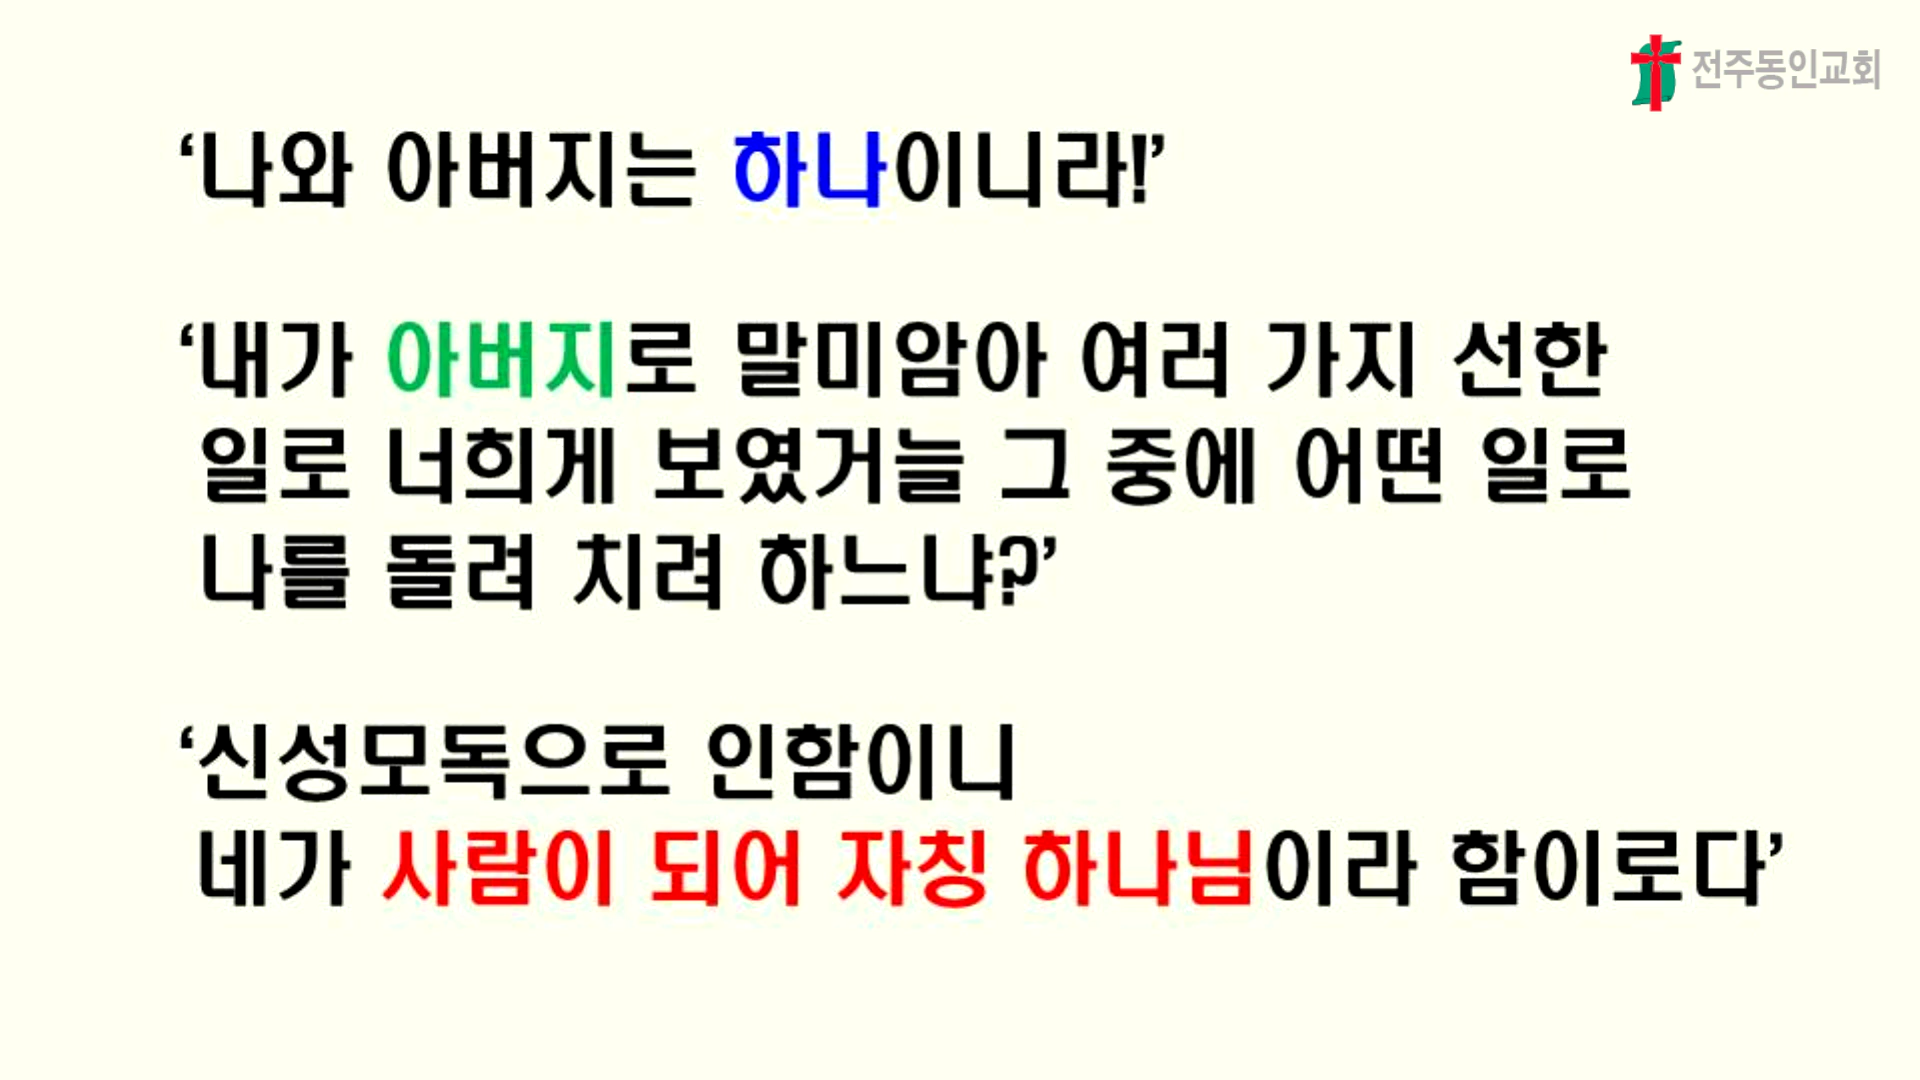 전주동인교회
‘나와 아버지는 하나이니라!’
‘내가 아버지로 말미암아 여러 가지 선한
일로 너희게 보였거늘 그 중에 어떤 일로
나를 돌려 치려 하느냐?’
‘신성모독으로 인함이니
네가 사람이 되어 자칭 하나님이라 함이로다’